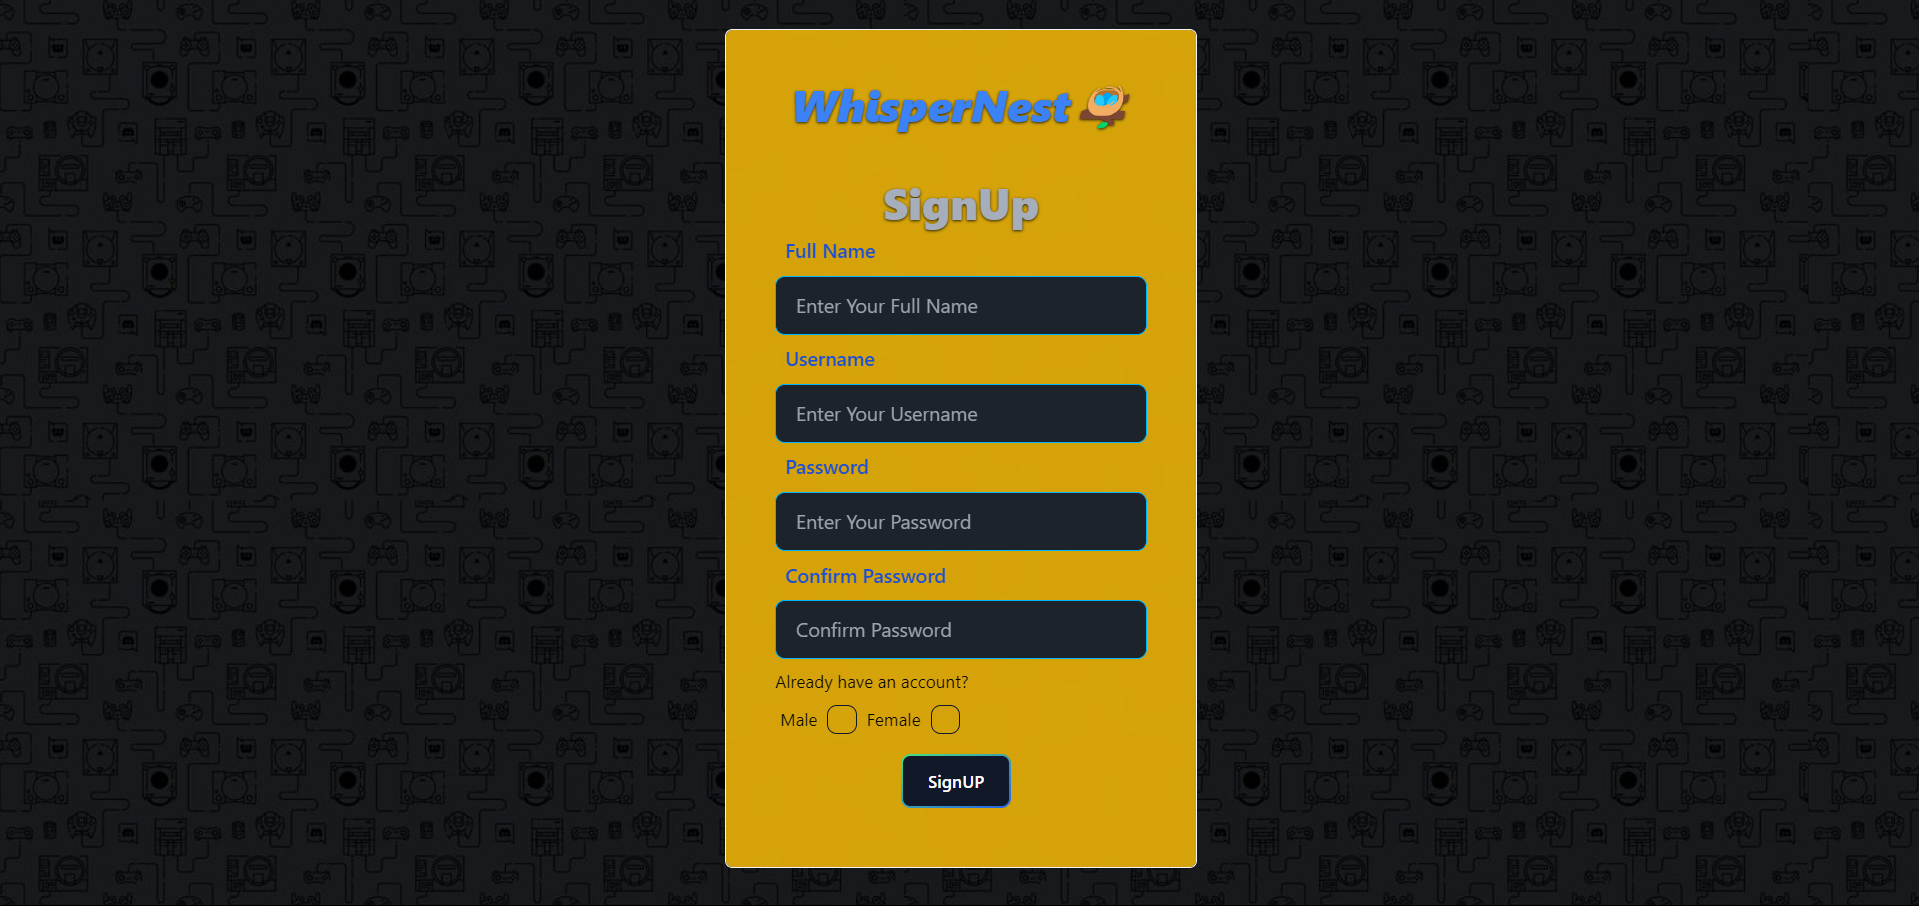 WhisperNest
SignUp
Full Name
Enter Your Full Name
Username
Enter Your Username
Password
Enter Your Password
Confirm Password
Confirm Password
Already have an account?
Male Female
SignUP